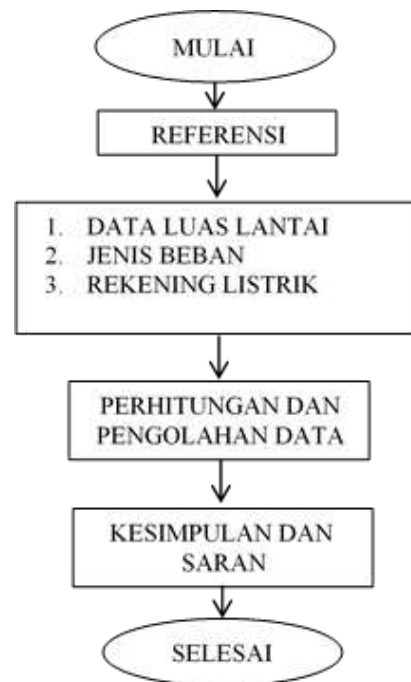 MULAI
REFERENSI
1. DATA LUAS LANTAI
2. JENIS BEBAN
3. REKENING LISTRIK
PERHITUNGAN DAN
PENGOLAHAN DATA
KESIMPULAN DAN
SARAN
SELESAI